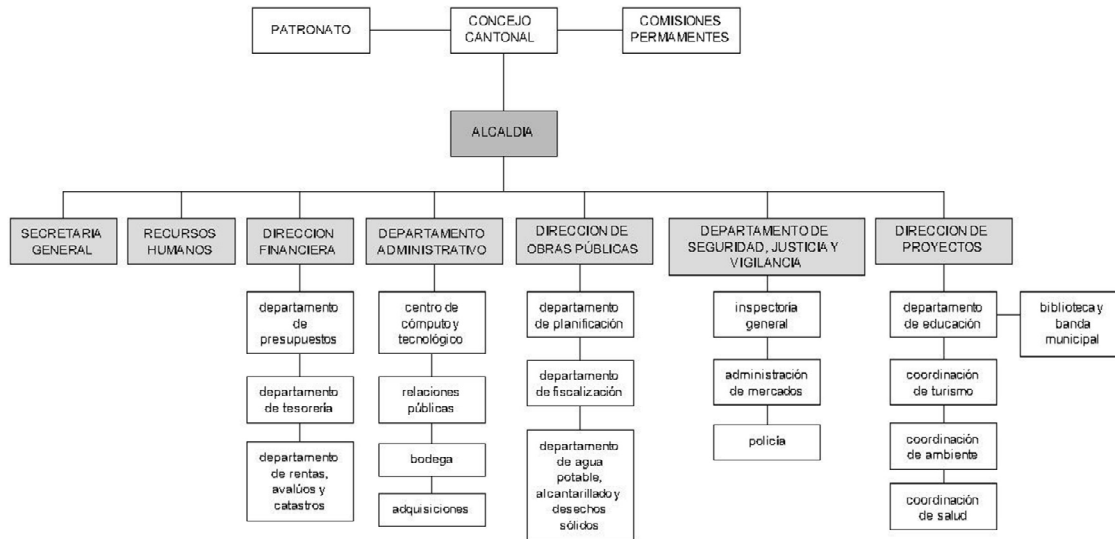 PATRONATO
CONCEJO
CANTONAL
COMISIONES
PERMAMENTES
ALCALDIA
SECRETARIA
GENERAL
RECURSOS
HUMANOS
DIRECCION
FINANCIERA
DEPARTAMENTO
ADMINISTRATIVO
DIRECCION DE
OBRAS PÚBLICAS
DEPARTAMENTO DE
SEGURIDAD, JUSTICIA Y
VIGILANCIA
DIRECCION DE
PROYECTOS
departamento
de
presupuestos
departamento
de tesorería
departamento
de rentas,
avalúos y
catastros
centro de
cómputo y
tecnológico
relaciones
públicas
bodega
adquisiciones
departamento
de planificación
departamento
de fiscalización
departamento
de agua
potable,
alcantarillado y
desechos
sólidos
inspectoria
general
administración
de mercados
policía
departamento
de educación
biblioteca y
banda
municipal
coordinación
de turismo
coordinación
de ambiente
coordinación
de salud